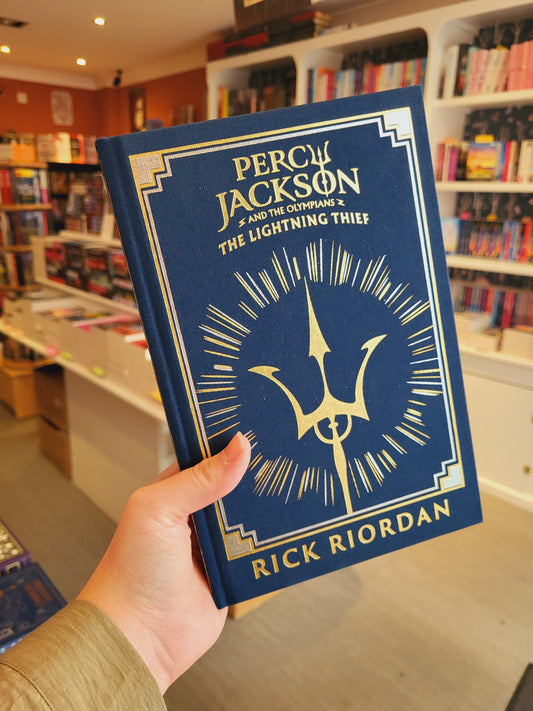 PERCY
JACKSON
AND THE OLYMPIANS
THE LIGHTNING THIEF
RICK RIORDAN